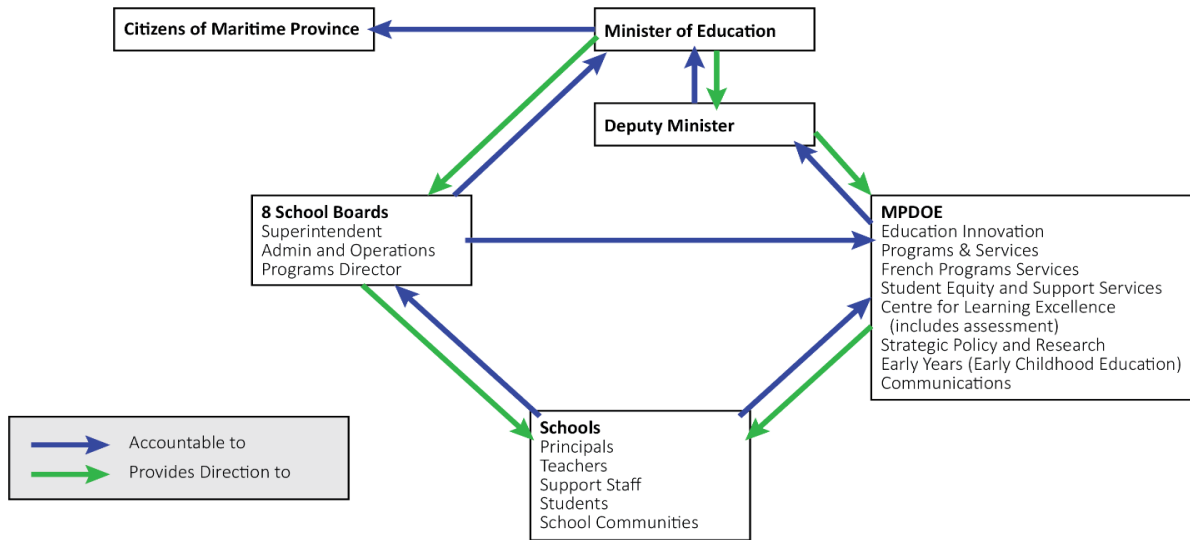 Citizens of Maritime Province
Minister of Education
Deputy Minister
8 School Boards
Superintendent
Admin and Operations
Programs Director
MPDOE
Education Innovation
Programs & Services
French Programs Services
Student Equity and Support Services
Centre for Learning Excellence
(includes assessment)
Strategic Policy and Research
Early Years (Early Childhood Education)
Communications
Schools
Principals
Teachers
Support Staff
Students
School Communities
Accountable to
Provides Direction to